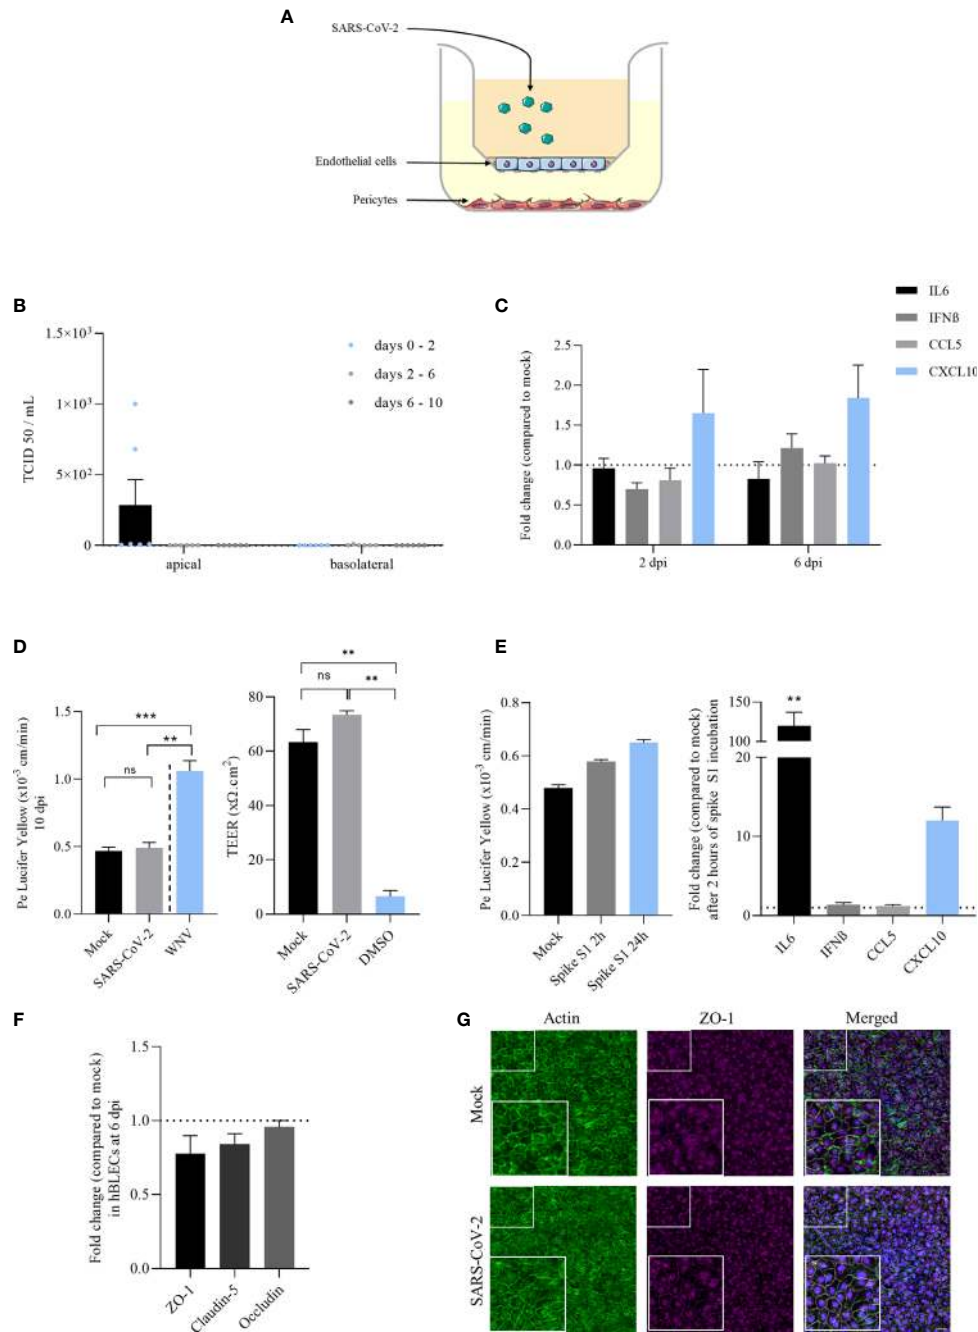 A
SARS-CoV-2
Endothelial cells
Pericytes
B
1.5×10³
1×10³
5×10²
0
TCID 50 / mL
days 0 - 2
days 2 - 6
days 6 - 10
apical
basolateral
C
IL6
IFNß
CCL5
CXCL10
2.5
2.0
1.5
1.0
0.5
0.0
Fold change (compared to mock)
2 dpi
6 dpi
D
1.5
1.0
0.5
0.0
Pe Lucifer Yellow (x10⁻³ cm/min)
10 dpi
***
**
ns
Mock
SARS-CoV-2
WNV
80
60
40
20
0
TEER (xΩ.cm²)
**
ns
**
Mock
SARS-CoV-2
DMSO
E
0.8
0.6
0.4
0.2
0.0
Pe Lucifer Yellow (x10⁻³ cm/min)
Mock
Spike S1 2h
Spike S1 24h
150
100
20
10
0
Fold change (compared to mock)
after 2 hours of spike S1 incubation
**
IL6
IFNß
CCL5
CXCL10
F
1.5
1.0
0.5
0.0
Fold change (compared to mock)
in hBLECs at 6 dpi
ZO-1
Claudin-5
Occludin
G
Actin
ZO-1
Merged
Mock
SARS-CoV-2